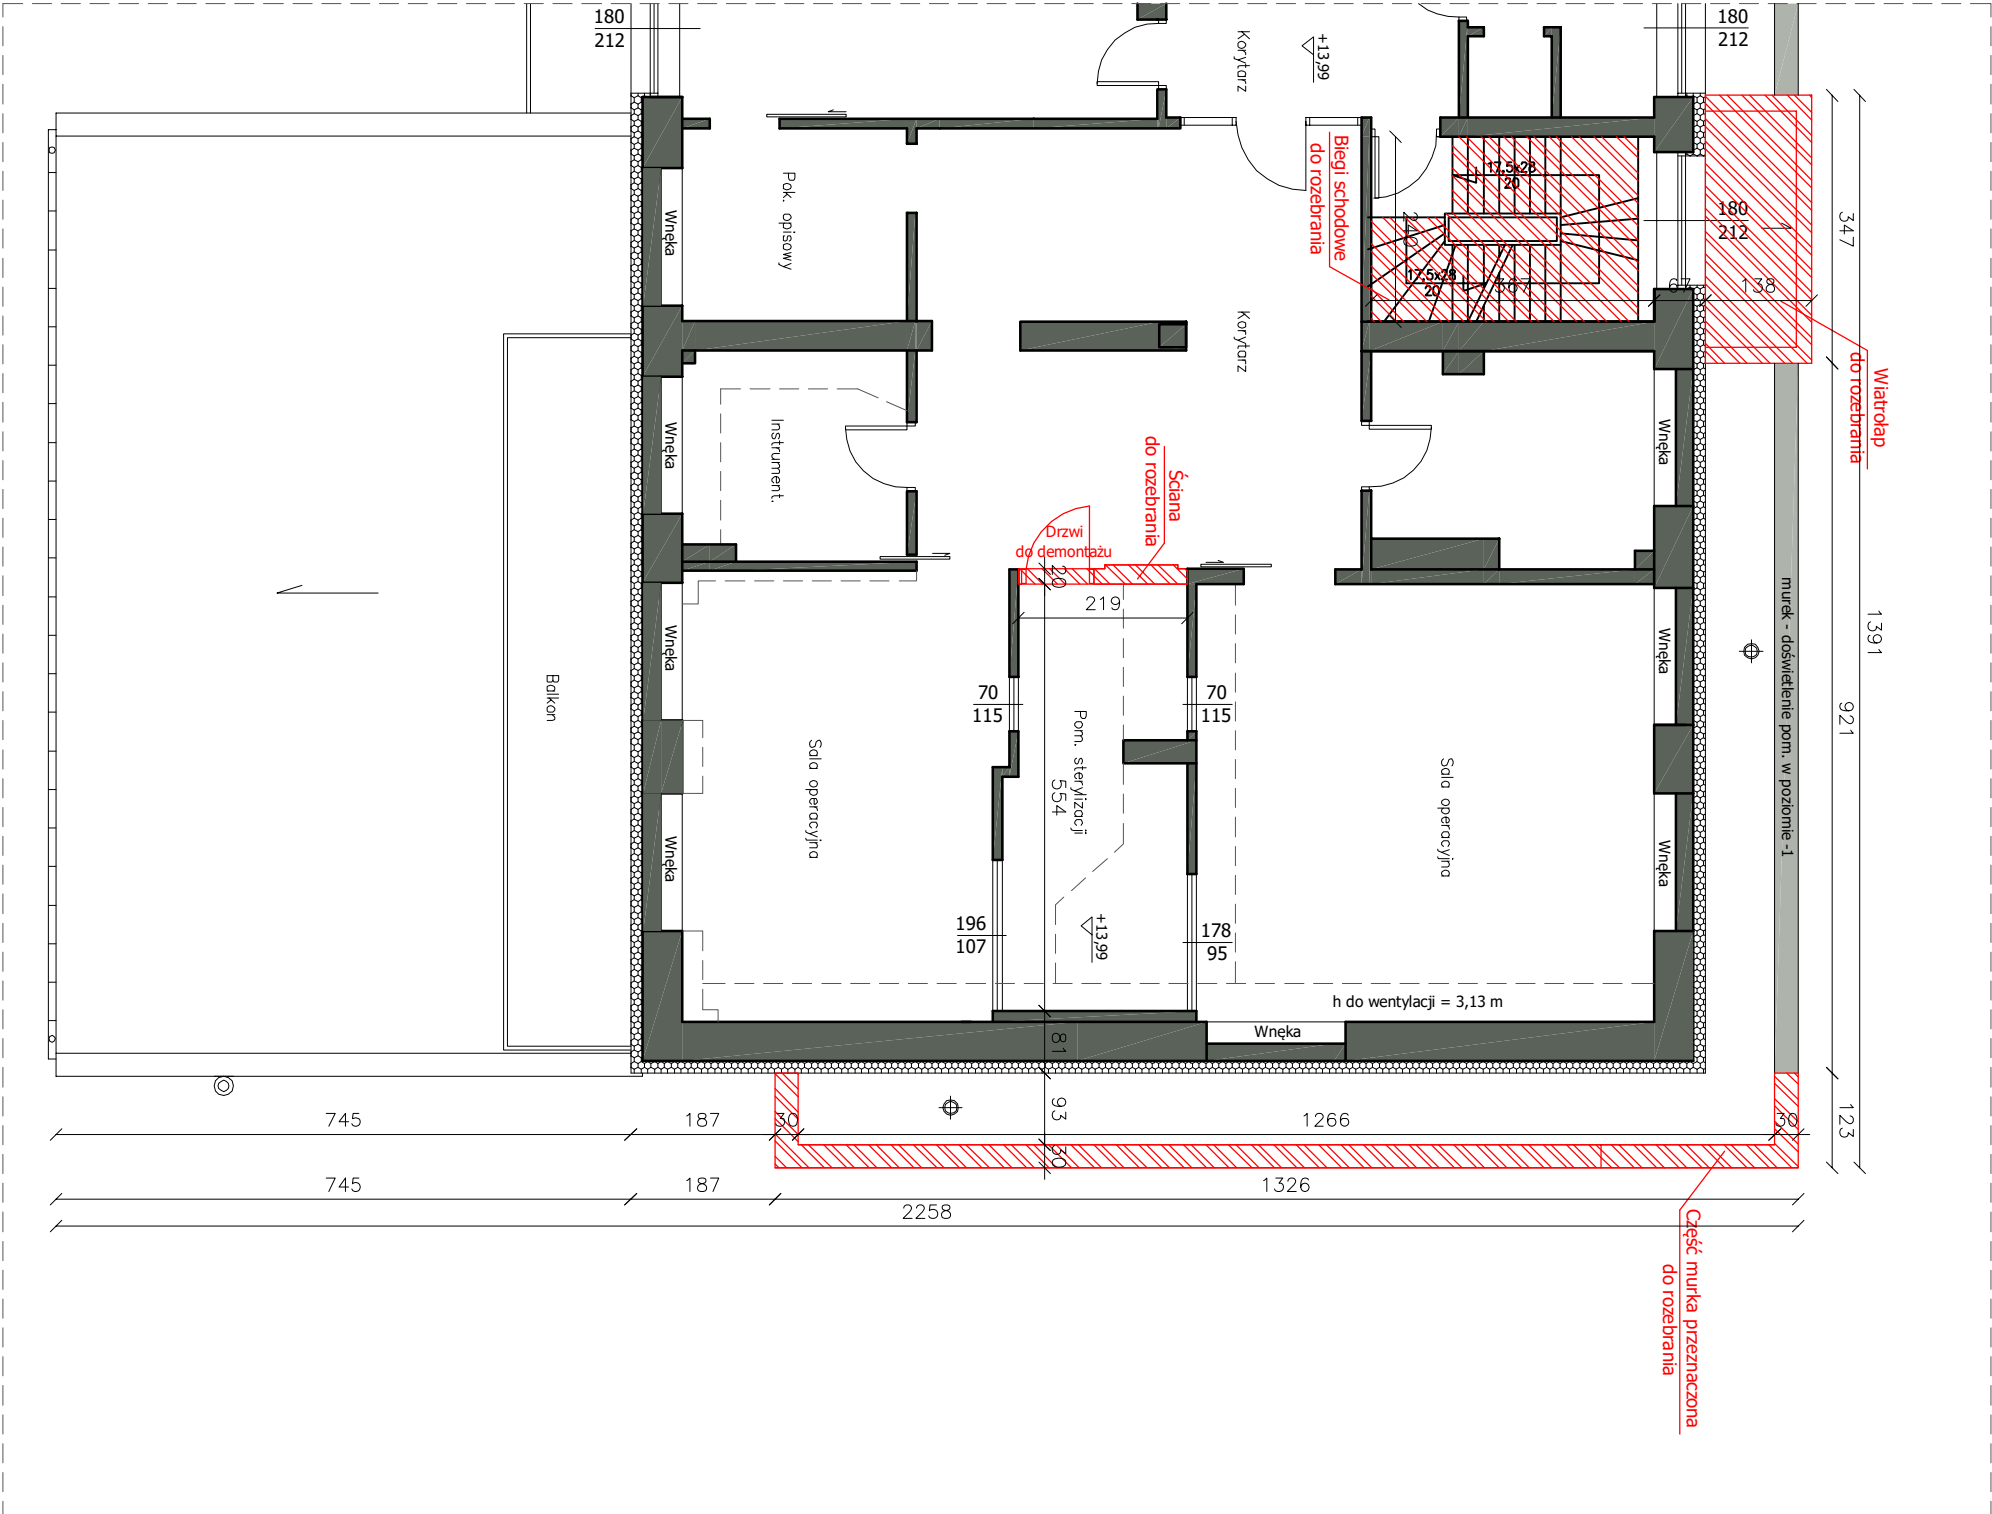 180
212
180
212
Korytarz
+13,99
Biegi schodowe
do rozebrania
17,5x28
20
240
17,5x28
20
367
67
138
180
212
347
Pok. opisowy
Wnęka
Korytarz
Wiatrołap
do rozebrania
Instrument.
Wnęka
Wnęka
Ściana
do rozebrania
Drzwi
do demontażu
20
219
murek - doświetlenie pom. w poziomie -1
1391
921
Wnęka
Wnęka
Balkon
70
115
70
115
Pom. sterylizacji
554
Sala operacyjna
Sala operacyjna
Wnęka
Wnęka
196
107
+13,99
178
95
h do wentylacji = 3,13 m
Wnęka
81
93
30
123
745
187
30
1266
30
745
187
1326
2258
Część murka przeznaczona
do rozebrania